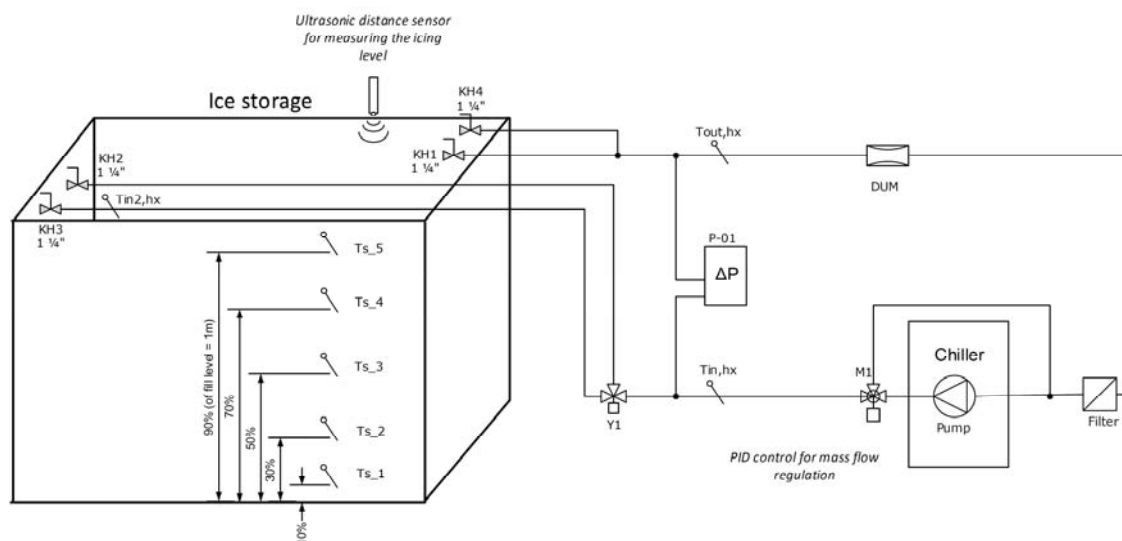 Ultrasonic distance sensor
for measuring the icing
level
Ice storage
KH4
1 ¼"
KH1
1 ¼"
KH2
1 ¼"
Tin2,hx
KH3
1 ¼"
Tout,hx
DUM
P-01
ΔP
Ts_5
Ts_4
Ts_3
Ts_2
Ts_1
90% (of fill level = 1m)
70%
50%
30%
Tin,hx
Y1
M1
Chiller
Pump
Filter
PID control for mass flow
regulation